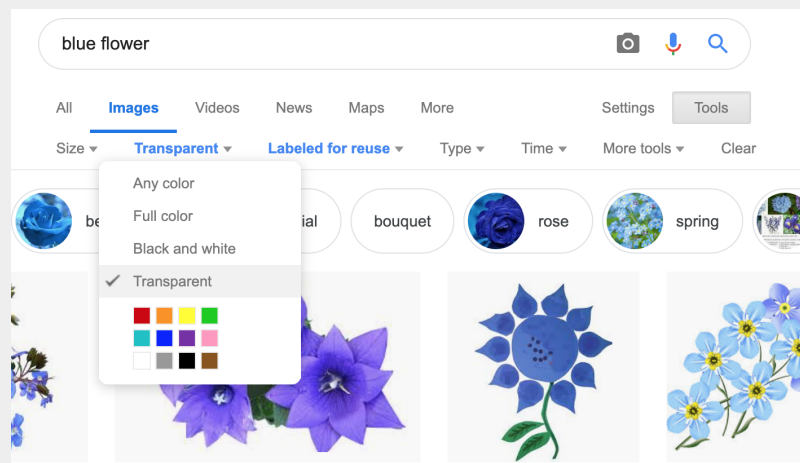 blue flower
All Images Videos News Maps More Settings Tools
Size Transparent Labeled for reuse Type Time More tools Clear
Any color
Full color
Black and white
Transparent
bouquet rose spring